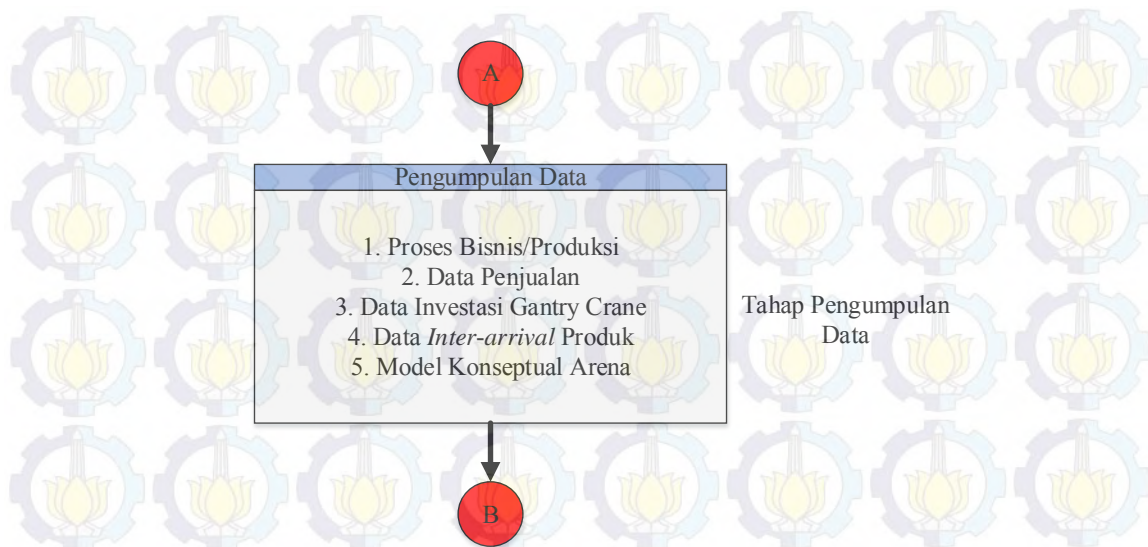 A
Pengumpulan Data
1. Proses Bisnis/Produksi
2. Data Penjualan
3. Data Investasi Gantry Crane
4. Data Inter-arrival Produk
5. Model Konseptual Arena
Tahap Pengumpulan
Data
B